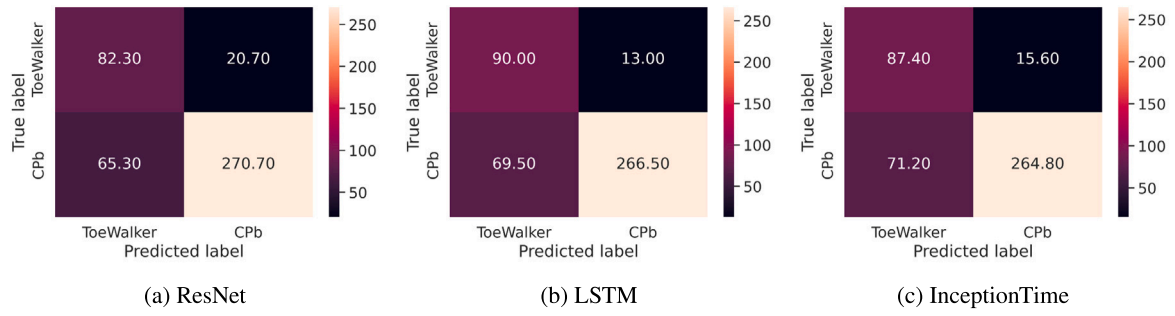 True label
ToeWalker
CPb
82.30
20.70
65.30
270.70
ToeWalker
CPb
Predicted label
250
200
150
100
50
(a) ResNet
True label
ToeWalker
CPb
90.00
13.00
69.50
266.50
ToeWalker
CPb
Predicted label
250
200
150
100
50
(b) LSTM
True label
ToeWalker
CPb
87.40
15.60
71.20
264.80
ToeWalker
CPb
Predicted label
250
200
150
100
50
(c) InceptionTime